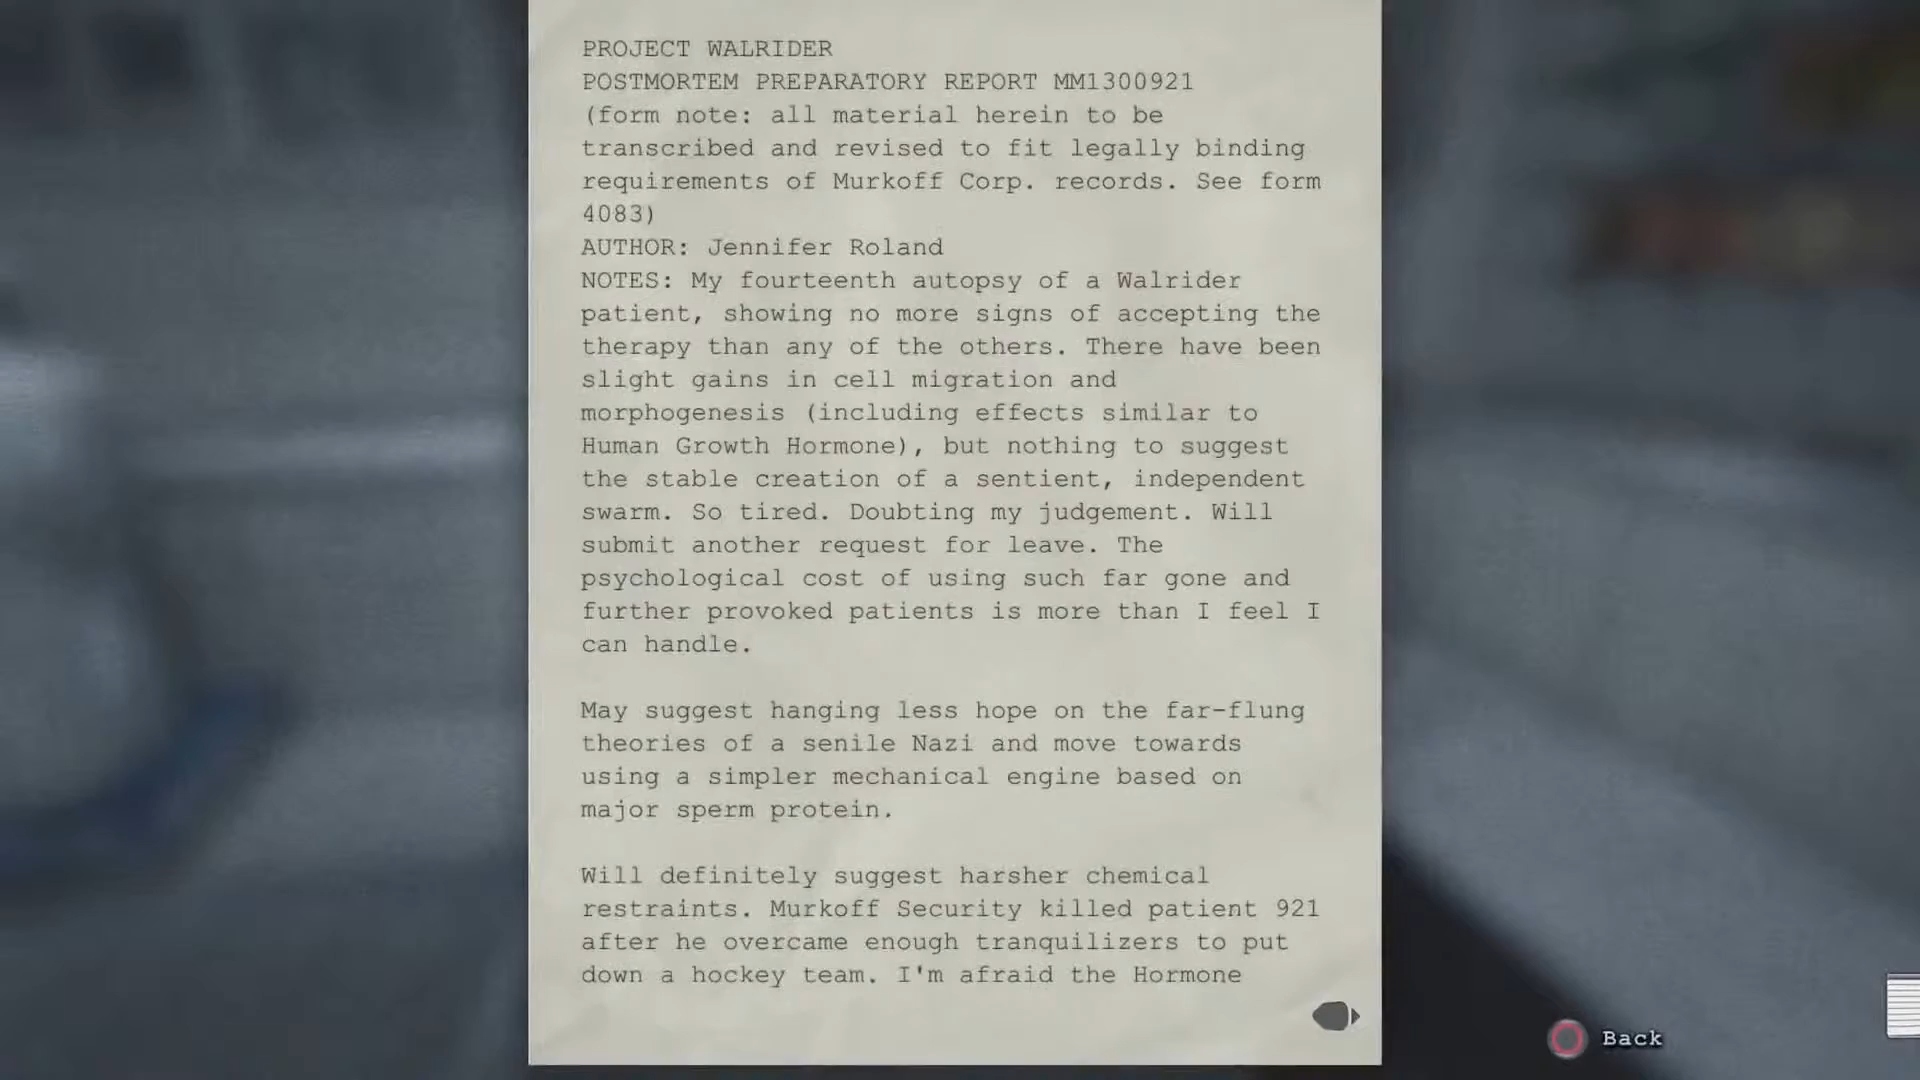 PROJECT WALRIDER
POSTMORTEM PREPARATORY REPORT MM1300921
(form note: all material herein to be
transcribed and revised to fit legally binding
requirements of Murkoff Corp. records. See form
4083)
AUTHOR: Jennifer Roland
NOTES: My fourteenth autopsy of a Walrider
patient, showing no more signs of accepting the
therapy than any of the others. There have been
slight gains in cell migration and
morphogenesis (including effects similar to
Human Growth Hormone), but nothing to suggest
the stable creation of a sentient, independent
swarm. So tired. Doubting my judgement. Will
submit another request for leave. The
psychological cost of using such far gone and
further provoked patients is more than I feel I
can handle.
May suggest hanging less hope on the far-flung
theories of a senile Nazi and move towards
using a simpler mechanical engine based on
major sperm protein.
Will definitely suggest harsher chemical
restraints. Murkoff Security killed patient 921
after he overcame enough tranquilizers to put
down a hockey team. I'm afraid the Hormone
Back